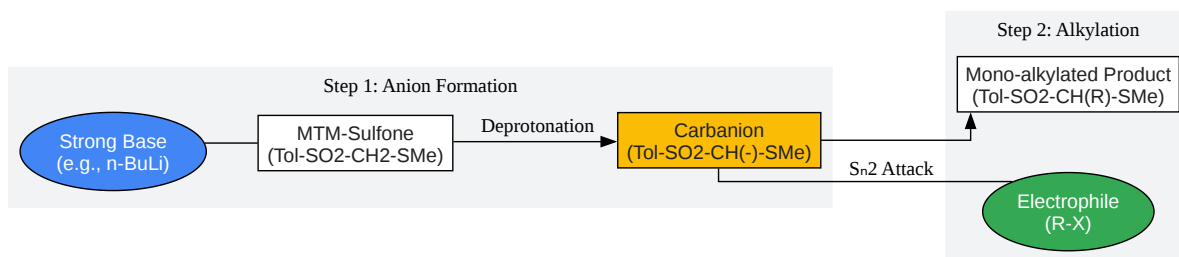 Step 2: Alkylation
Mono-alkylated Product
(Tol-SO2-CH(R)-SMe)
Step 1: Anion Formation
Strong Base
(e.g., n-BuLi)
MTM-Sulfone
(Tol-SO2-CH2-SMe)
Deprotonation
Carbanion
(Tol-SO2-CH(-)-SMe)
Sₙ2 Attack
Electrophile
(R-X)